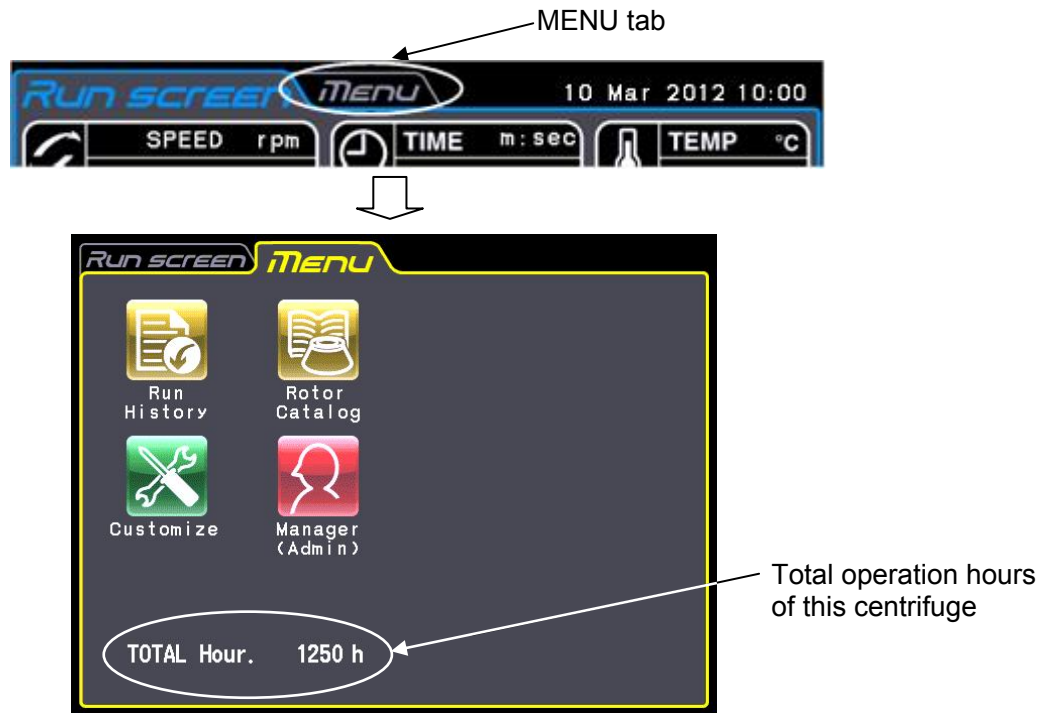 MENU tab
Run screen Menu 10 Mar 2012 10:00
SPEED rpm TIME m:sec TEMP °C
Run screen Menu
Run Rotor
History Catalog
Customize Manager
(Admin)
Total operation hours
of this centrifuge
TOTAL Hour. 1250 h